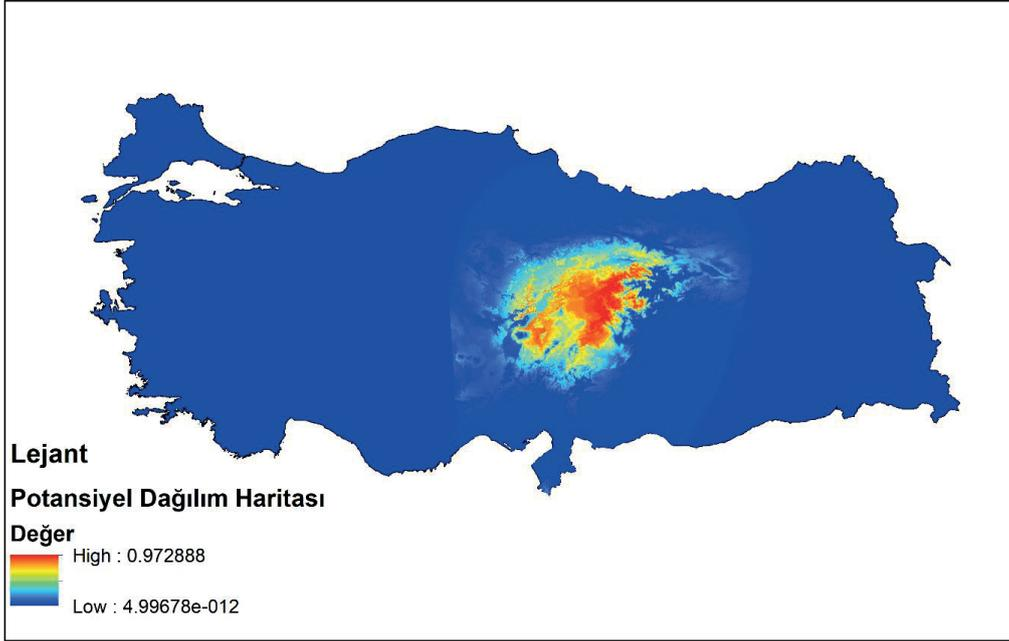 Lejant
Potansiyel Dağılım Haritası
Değer
High : 0.972888
Low : 4.99678e-012